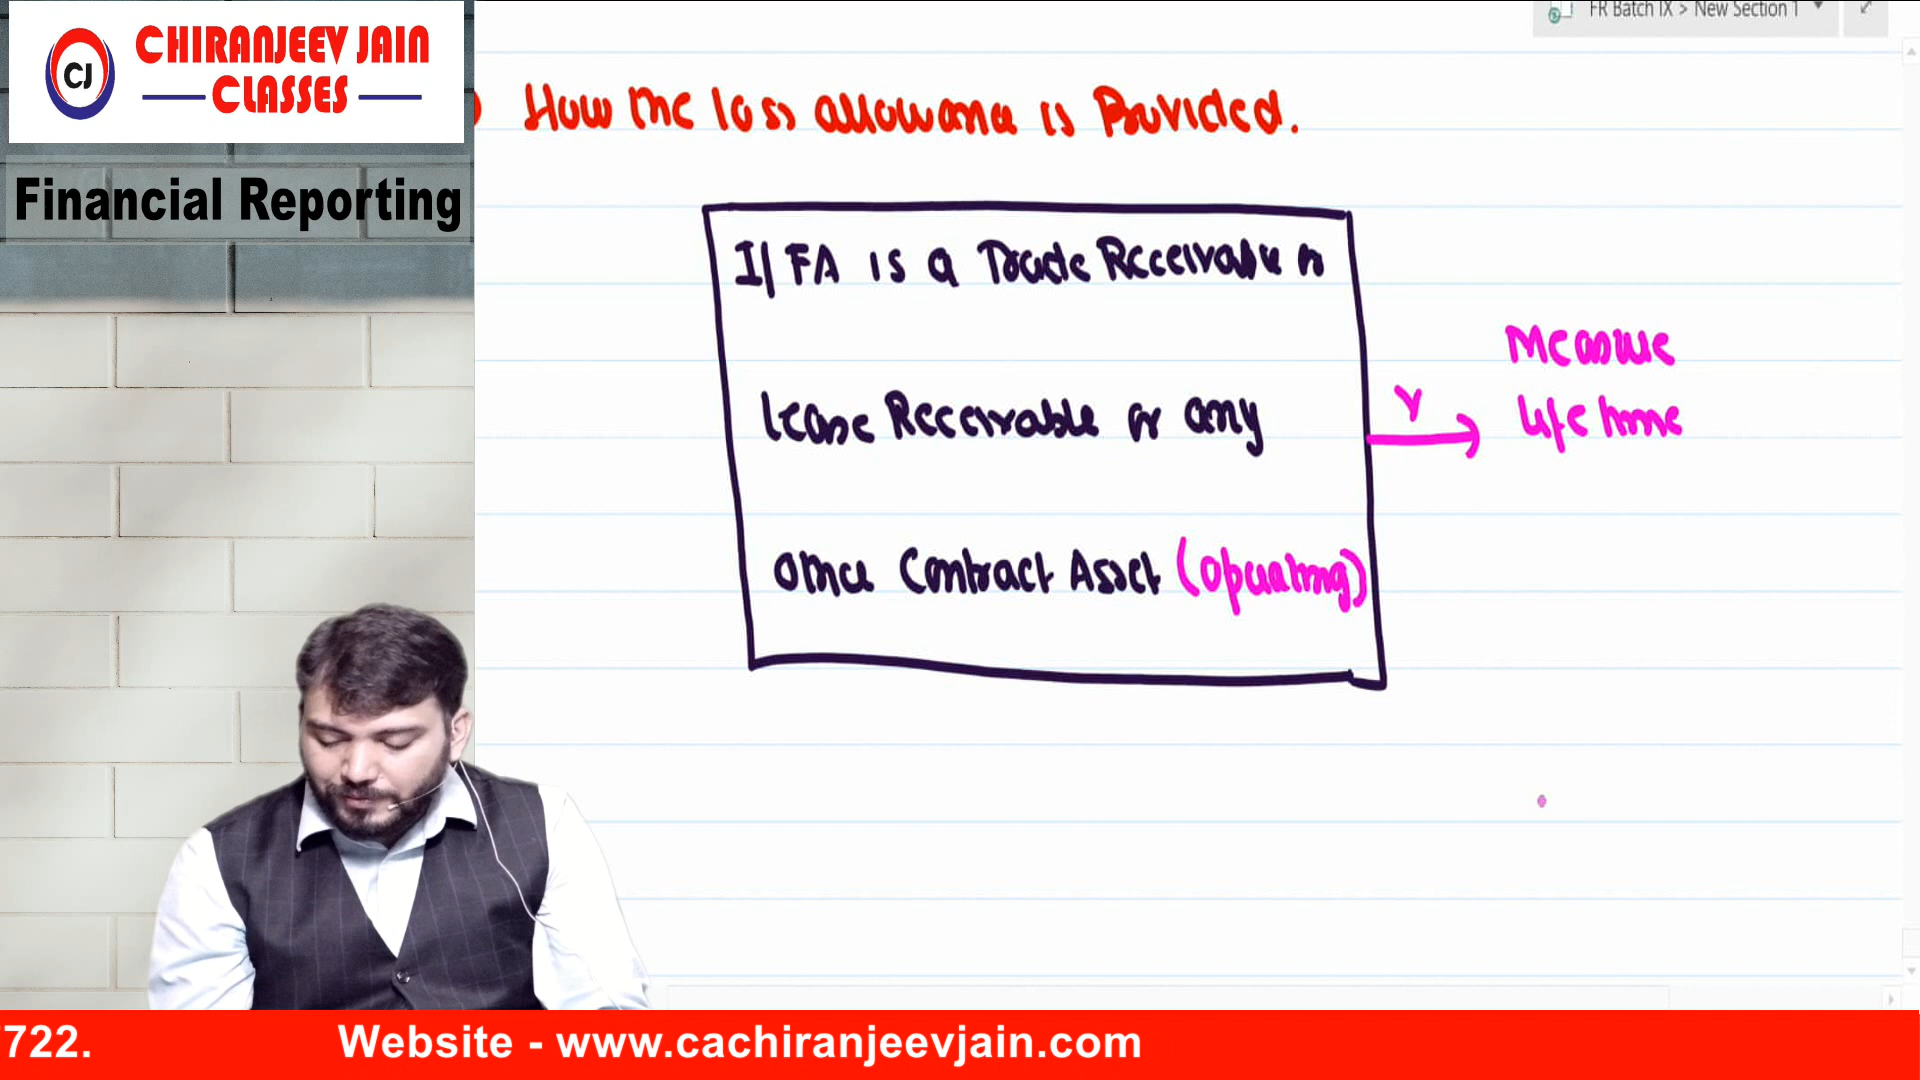 FR Batch IX > New Section 1
CHIRANJEEV JAIN
CJ
CLASSES
Financial Reporting
How the loss allowance is Provided.
If FA is a Trade Receivable or
lease Receivable or any
other Contract Asset (operating)
Y
Measure
life time
722.
Website - www.cachiranjeevjain.com